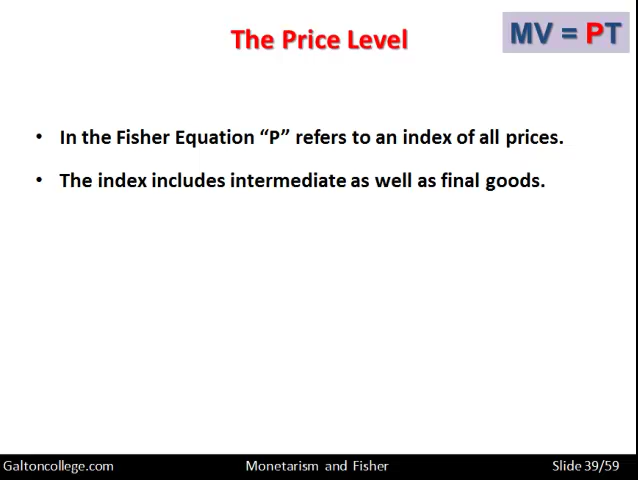 The Price Level
MV = PT
• In the Fisher Equation “P” refers to an index of all prices.
• The index includes intermediate as well as final goods.
Galtoncollege.com
Monetarism and Fisher
Slide 39/59